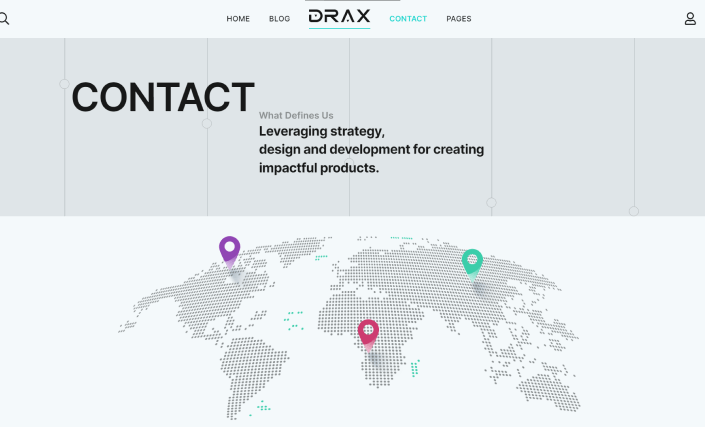 HOME
BLOG
DRAX
CONTACT
PAGES
CONTACT
What Defines Us
Leveraging strategy,
design and development for creating
impactful products.